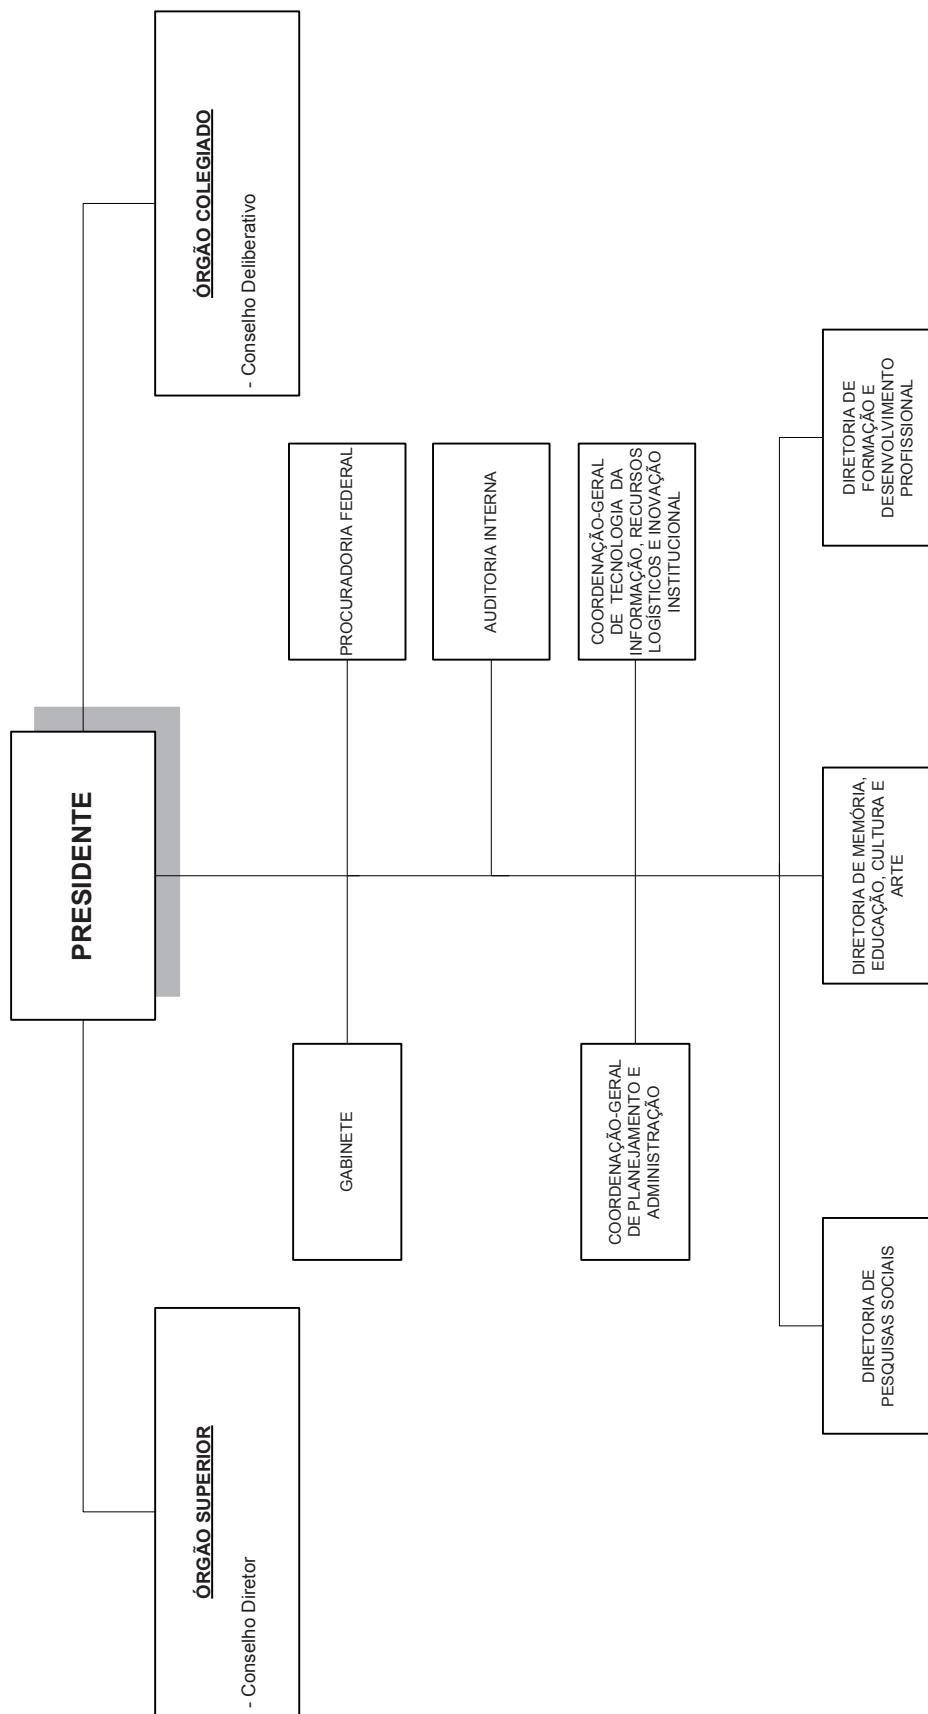 PRESIDENTE
ÓRGÃO SUPERIOR
- Conselho Diretor
ÓRGÃO COLEGIADO
- Conselho Deliberativo
GABINETE
PROCURADORIA FEDERAL
AUDITORIA INTERNA
COORDENAÇÃO-GERAL
DE PLANEJAMENTO E
ADMINISTRAÇÃO
COORDENAÇÃO-GERAL
DE TECNOLOGIA DA
INFORMAÇÃO, RECURSOS
LOGÍSTICOS E INOVAÇÃO
INSTITUCIONAL
DIRETORIA DE
PESQUISAS SOCIAIS
DIRETORIA DE MEMÓRIA,
EDUCAÇÃO, CULTURA E
ARTE
DIRETORIA DE
FORMAÇÃO E
DESENVOLVIMENTO
PROFISSIONAL